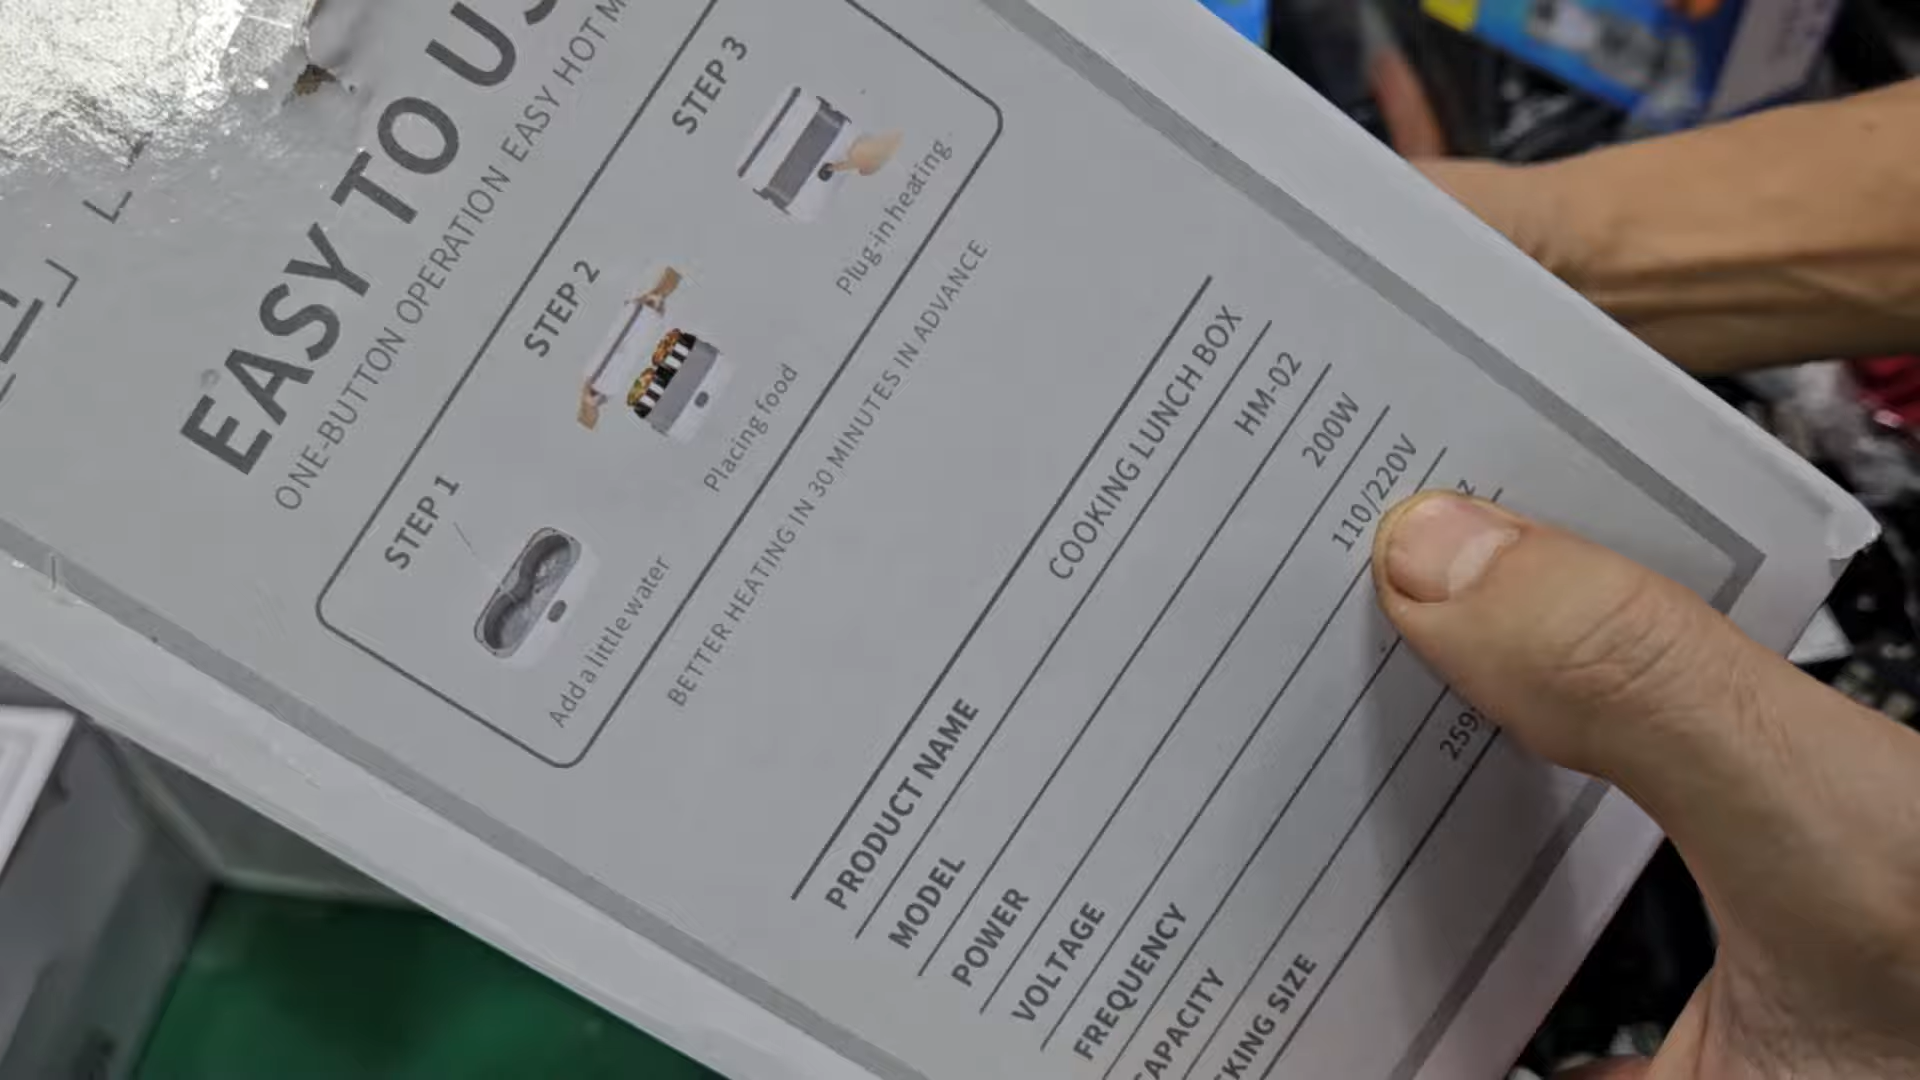 EASY TO
ONE-BUTTON OPERATION EASY HOT
STEP 1
STEP 2
STEP 3
Add a little water
Placing food
Plug-in heating
BETTER HEATING IN 30 MINUTES IN ADVANCE
PRODUCT NAME COOKING LUNCH BOX
MODEL HM-02
POWER 200W
VOLTAGE 110/220V
FREQUENCY
CAPACITY
SIZE 259